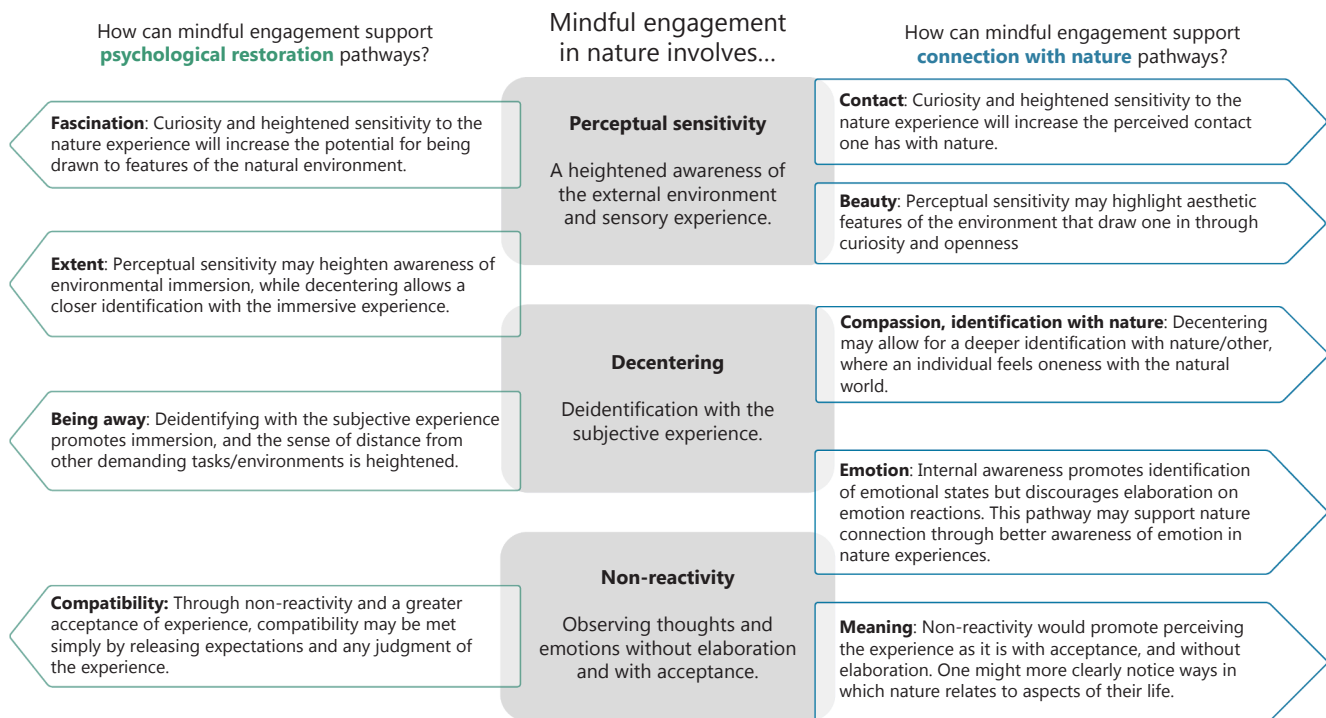 How can mindful engagement support
psychological restoration pathways?
Mindful engagement
in nature involves...
How can mindful engagement support
connection with nature pathways?
Fascination: Curiosity and heightened sensitivity to the
nature experience will increase the potential for being
drawn to features of the natural environment.
Extent: Perceptual sensitivity may heighten awareness of
environmental immersion, while decentering allows a
closer identification with the immersive experience.
Being away: Deidentifying with the subjective experience
promotes immersion, and the sense of distance from
other demanding tasks/environments is heightened.
Compatibility: Through non-reactivity and a greater
acceptance of experience, compatibility may be met
simply by releasing expectations and any judgment of
the experience.
Perceptual sensitivity
A heightened awareness of
the external environment
and sensory experience.
Decentering
Deidentification with the
subjective experience.
Non-reactivity
Observing thoughts and
emotions without elaboration
and with acceptance.
Contact: Curiosity and heightened sensitivity to the
nature experience will increase the perceived contact
one has with nature.
Beauty: Perceptual sensitivity may highlight aesthetic
features of the environment that draw one in through
curiosity and openness
Compassion, identification with nature: Decentering
may allow for a deeper identification with nature/other,
where an individual feels oneness with the natural
world.
Emotion: Internal awareness promotes identification
of emotional states but discourages elaboration on
emotion reactions. This pathway may support nature
connection through better awareness of emotion in
nature experiences.
Meaning: Non-reactivity would promote perceiving
the experience as it is with acceptance, and without
elaboration. One might more clearly notice ways in
which nature relates to aspects of their life.